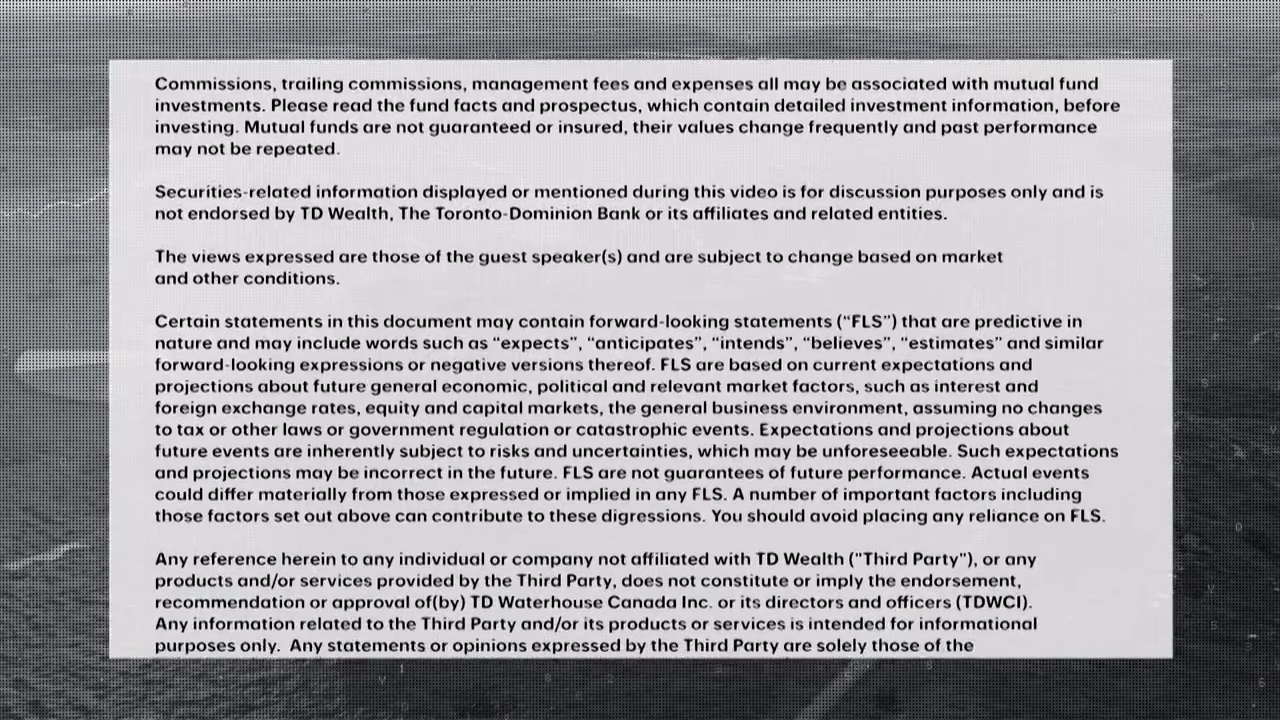 Commissions, trailing commissions, management fees and expenses all may be associated with mutual fund
investments. Please read the fund facts and prospectus, which contain detailed investment information, before
investing. Mutual funds are not guaranteed or insured, their values change frequently and past performance
may not be repeated.
Securities-related information displayed or mentioned during this video is for discussion purposes only and is
not endorsed by TD Wealth, The Toronto-Dominion Bank or its affiliates and related entities.
The views expressed are those of the guest speaker(s) and are subject to change based on market
and other conditions.
Certain statements in this document may contain forward-looking statements (“FLS”) that are predictive in
nature and may include words such as “expects”, “anticipates”, “intends”, “believes”, “estimates” and similar
forward-looking expressions or negative versions thereof. FLS are based on current expectations and
projections about future general economic, political and relevant market factors, such as interest and
foreign exchange rates, equity and capital markets, the general business environment, assuming no changes
to tax or other laws or government regulation or catastrophic events. Expectations and projections about
future events are inherently subject to risks and uncertainties, which may be unforeseeable. Such expectations
and projections may be incorrect in the future. FLS are not guarantees of future performance. Actual events
could differ materially from those expressed or implied in any FLS. A number of important factors including
those factors set out above can contribute to these digressions. You should avoid placing any reliance on FLS.
Any reference herein to any individual or company not affiliated with TD Wealth ("Third Party"), or any
products and/or services provided by the Third Party, does not constitute or imply the endorsement,
recommendation or approval of(by) TD Waterhouse Canada Inc. or its directors and officers (TDWCI).
Any information related to the Third Party and/or its products or services is intended for informational
purposes only. Any statements or opinions expressed by the Third Party are solely those of the